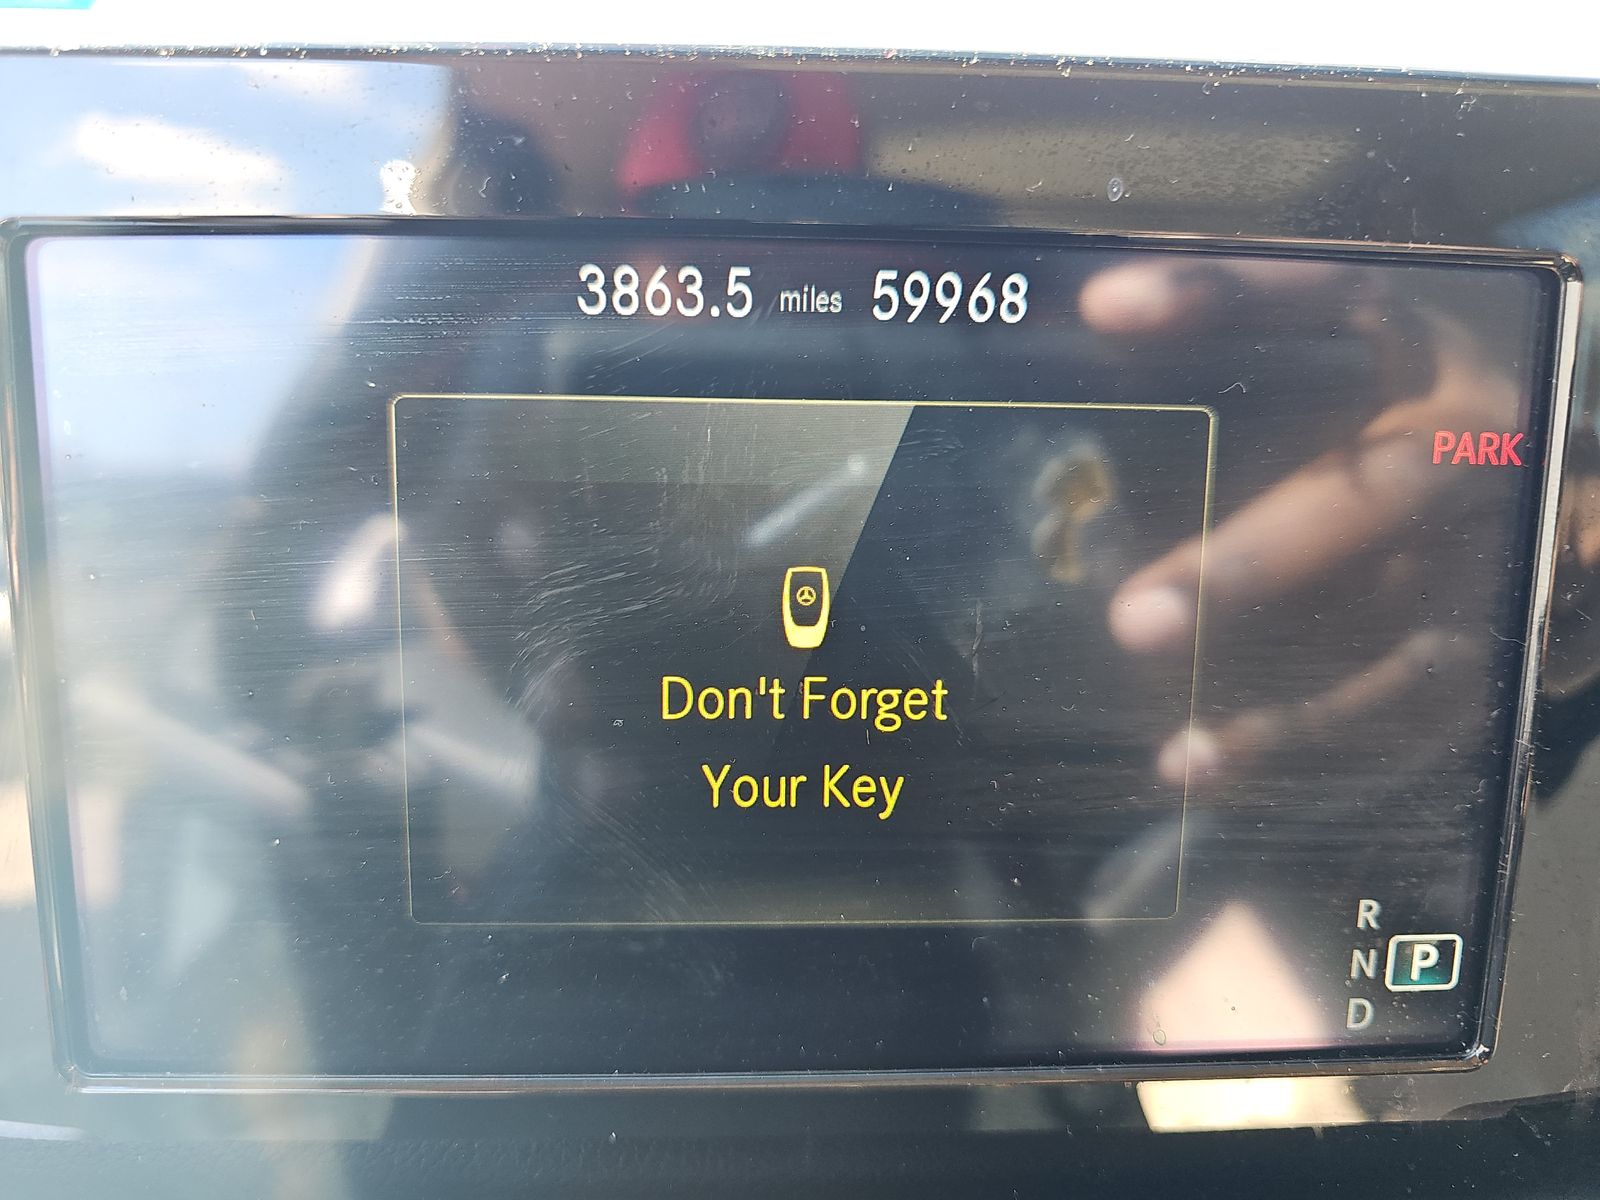 3863.5 miles 59968
PARK
Don't Forget
Your Key
R
N P
D